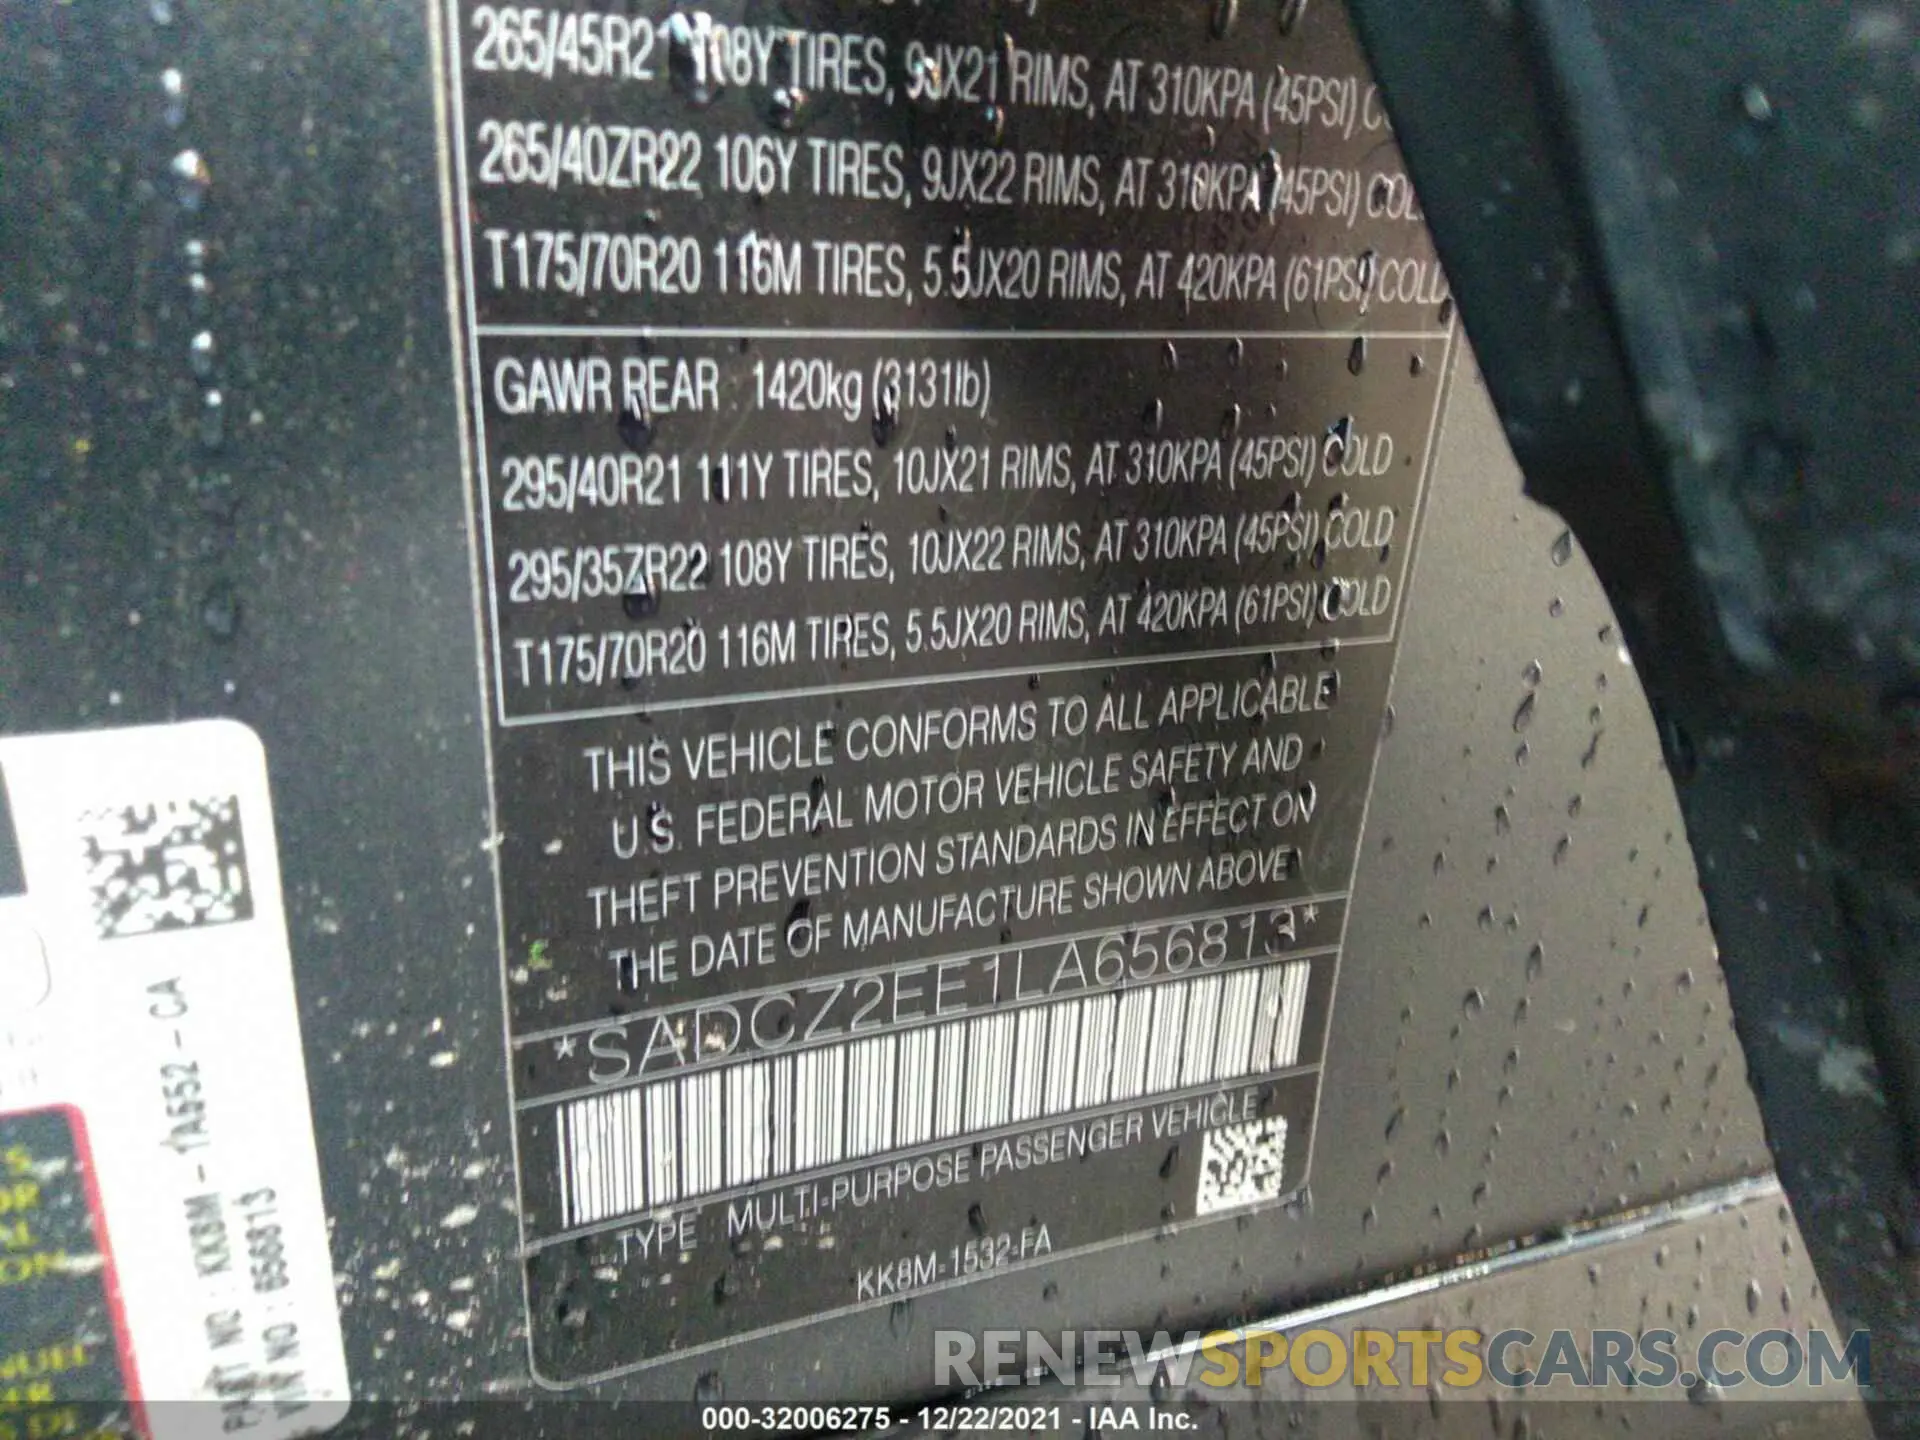 265/45R21 108Y TIRES, 9JX21 RIMS, AT 310KPA (45PSI)
265/40ZR22 106Y TIRES, 9JX22 RIMS, AT 310KPA (45PSI) COL
T175/70R20 116M TIRES, 5.5JX20 RIMS, AT 420KPA (61PSI) COLD
GAWR REAR : 1420kg (3131lb)
295/40R21 111Y TIRES, 10JX21 RIMS, AT 310KPA (45PSI) COLD
295/35ZR22 108Y TIRES, 10JX22 RIMS, AT 310KPA (45PSI) COLD
T175/70R20 116M TIRES, 5.5JX20 RIMS, AT 420KPA (61PSI) COLD
THIS VEHICLE CONFORMS TO ALL APPLICABLE
U.S. FEDERAL MOTOR VEHICLE SAFETY AND
THEFT PREVENTION STANDARDS IN EFFECT ON
THE DATE OF MANUFACTURE SHOWN ABOVE
*SADCZ2EE1LA656813*
TYPE MULTI-PURPOSE PASSENGER VEHICLE
KK8M-1532-FA
PART NO: KK8M-1A552-CA
VIN NO: 656813
RENEWSPORTSCARS.COM
000-32006275 - 12/22/2021 - IAA Inc.